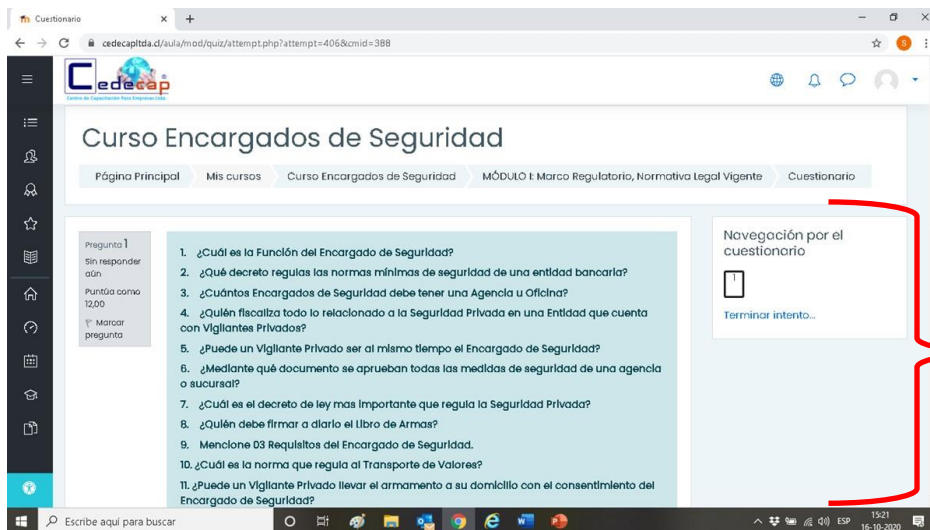 Cuestionario
cedecapltda.cl/aula/mod/quiz/attempt.php?attempt=406&cmid=388
S
Cedecap
Centro de Capacitación Para Empresas Ltda.
Curso Encargados de Seguridad
Página Principal Mis cursos Curso Encargados de Seguridad MÓDULO I: Marco Regulatorio, Normativa Legal Vigente Cuestionario
Pregunta 1
Sin responder
aún
Puntúa como
12,00
Marcar
pregunta
1. ¿Cuál es la Función del Encargado de Seguridad?
2. ¿Qué decreto regulas las normas mínimas de seguridad de una entidad bancaria?
3. ¿Cuántos Encargados de Seguridad debe tener una Agencia u Oficina?
4. ¿Quién fiscaliza todo lo relacionado a la Seguridad Privada en una Entidad que cuenta
con Vigilantes Privados?
5. ¿Puede un Vigilante Privado ser al mismo tiempo el Encargado de Seguridad?
6. ¿Mediante qué documento se aprueban todas las medidas de seguridad de una agencia
o sucursal?
7. ¿Cuál es el decreto de ley mas importante que regula la Seguridad Privada?
8. ¿Quién debe firmar a diario el Libro de Armas?
9. Mencione 03 Requisitos del Encargado de Seguridad.
10. ¿Cuál es la norma que regula al Transporte de Valores?
11. ¿Puede un Vigilante Privado llevar el armamento a su domicilio con el consentimiento del
Encargado de Seguridad?
Navegación por el
cuestionario
1
Terminar intento...
Escribe aquí para buscar
ESP
15:21
16-10-2020